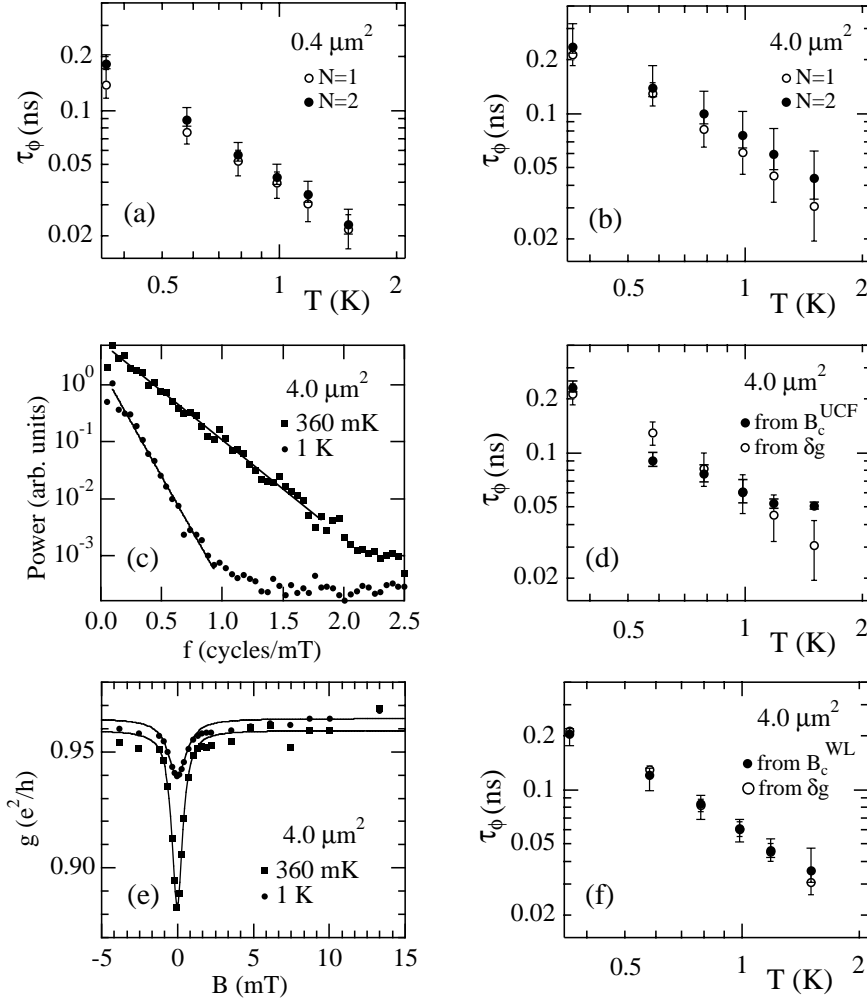 0.2
0.1
0.05
0.02
τϕ (ns)
0.4 μm²
N=1
N=2
(a)
0.5
1
2
T (K)
0.2
0.1
0.05
0.02
τϕ (ns)
4.0 μm²
N=1
N=2
(b)
0.5
1
2
T (K)
10⁰
10⁻¹
10⁻²
10⁻³
Power (arb. units)
4.0 μm²
360 mK
1 K
(c)
0.0
0.5
1.0
1.5
2.0
2.5
f (cycles/mT)
0.2
0.1
0.05
0.02
τϕ (ns)
4.0 μm²
from BcUCF
from δg
(d)
0.5
1
2
T (K)
0.95
0.90
g (e²/h)
4.0 μm²
360 mK
1 K
(e)
-5
0
5
10
15
B (mT)
0.2
0.1
0.05
0.02
τϕ (ns)
4.0 μm²
from BcWL
from δg
(f)
0.5
1
2
T (K)